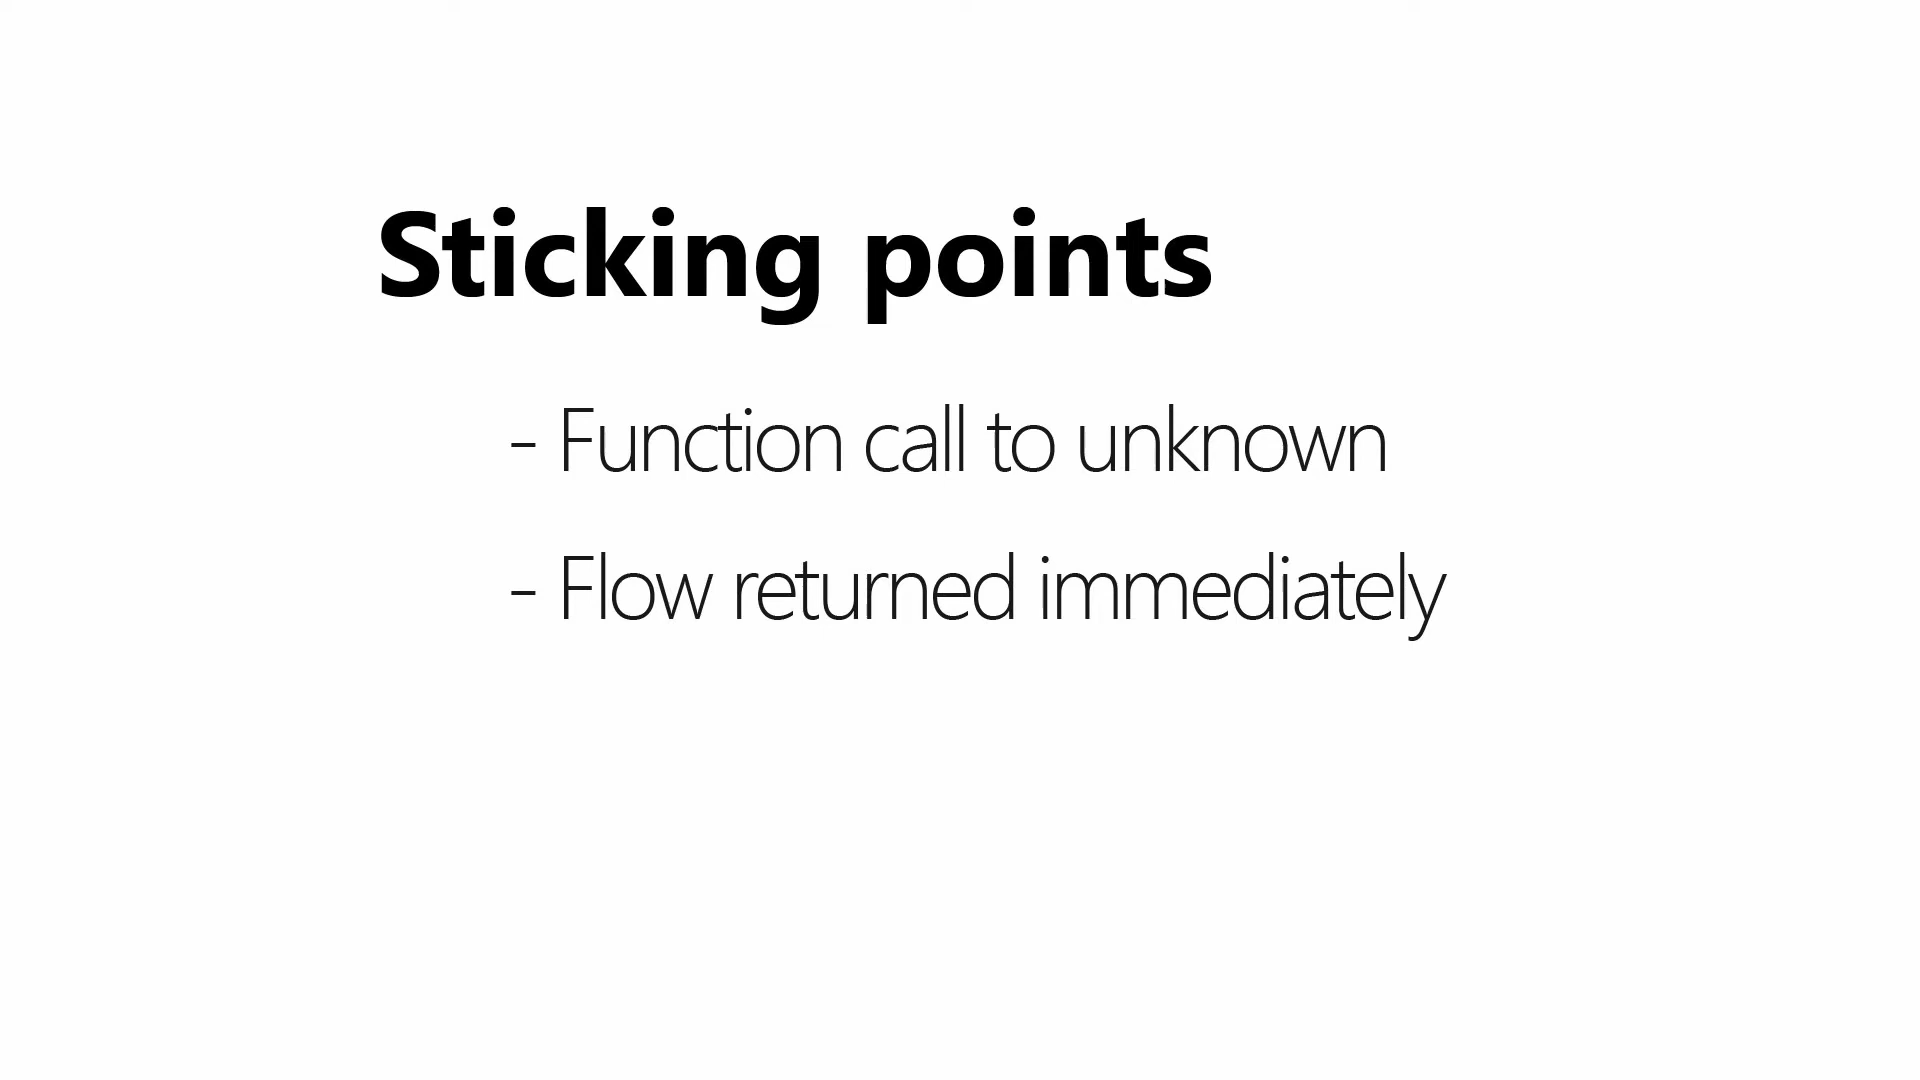 Sticking points
- Function call to unknown
- Flow returned immediately